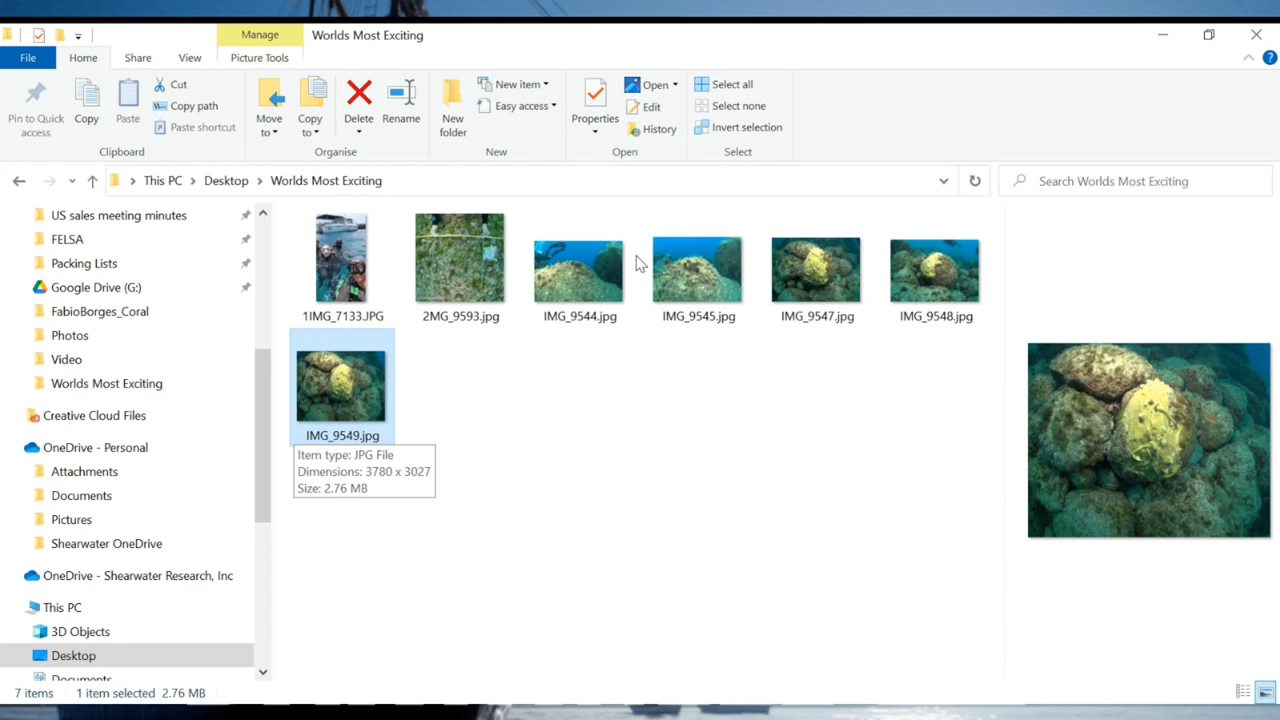 Manage
Worlds Most Exciting
File
Home
Share
View
Picture Tools
Pin to Quick access
Copy
Paste
Cut
Copy path
Paste shortcut
Clipboard
Move to
Copy to
Delete
Rename
Organise
New folder
New item
Easy access
New
Properties
Open
Edit
History
Open
Select all
Select none
Invert selection
Select
This PC
Desktop
Worlds Most Exciting
Search Worlds Most Exciting
US sales meeting minutes
FELSA
Packing Lists
Google Drive (G:)
FabioBorges_Coral
Photos
Video
Worlds Most Exciting
Creative Cloud Files
OneDrive - Personal
Attachments
Documents
Pictures
Shearwater OneDrive
OneDrive - Shearwater Research, Inc
This PC
3D Objects
Desktop
Documents
1IMG_7133.JPG
2MG_9593.jpg
IMG_9544.jpg
IMG_9545.jpg
IMG_9547.jpg
IMG_9548.jpg
IMG_9549.jpg
Item type: JPG File
Dimensions: 3780 x 3027
Size: 2.76 MB
7 items
1 item selected 2.76 MB